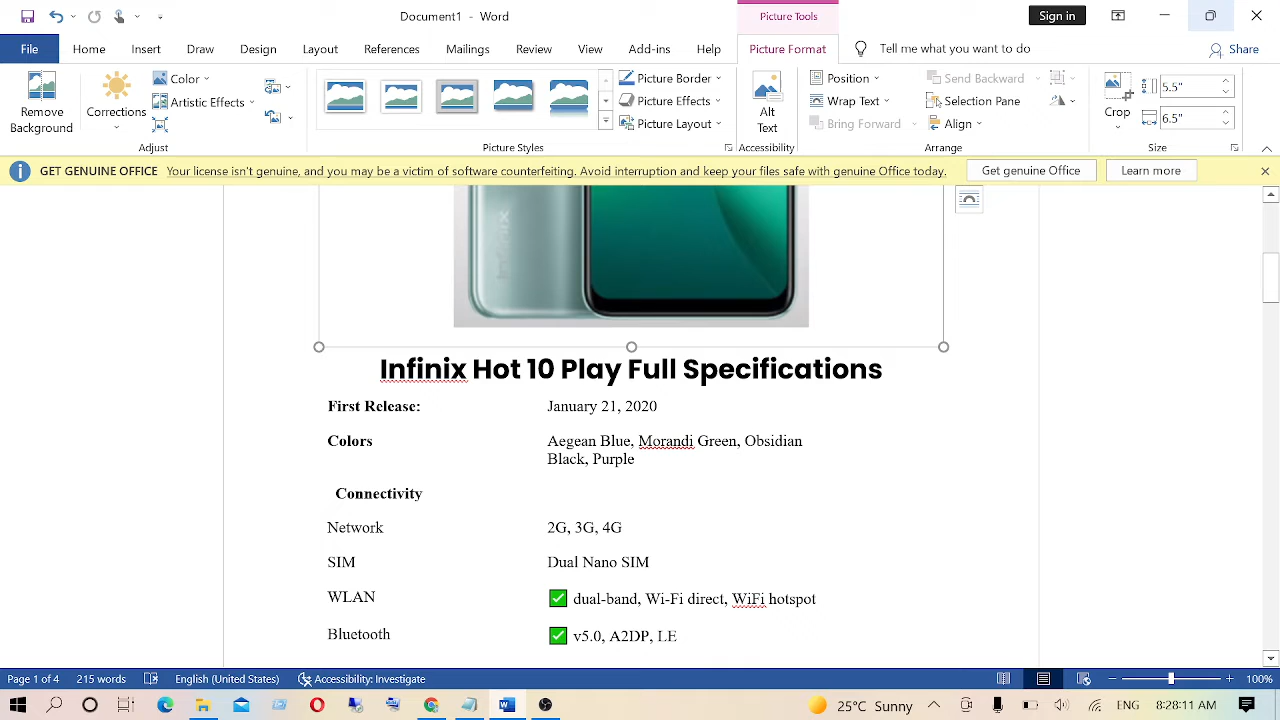 Document1 - Word
Picture Tools
Sign in
File
Home
Insert
Draw
Design
Layout
References
Mailings
Review
View
Add-ins
Help
Picture Format
Tell me what you want to do
Share
Remove
Background
Corrections
Color
Artistic Effects
Adjust
Picture Styles
Picture Border
Picture Effects
Picture Layout
Alt
Text
Accessibility
Position
Wrap Text
Bring Forward
Send Backward
Selection Pane
Align
Arrange
Crop
5.5"
6.5"
Size
GET GENUINE OFFICE Your license isn't genuine, and you may be a victim of software counterfeiting. Avoid interruption and keep your files safe with genuine Office today.
Get genuine Office
Learn more
Infinix
Infinix Hot 10 Play Full Specifications
First Release: January 21, 2020
Colors Aegean Blue, Morandi Green, Obsidian
Black, Purple
Connectivity
Network 2G, 3G, 4G
SIM Dual Nano SIM
WLAN ✅ dual-band, Wi-Fi direct, WiFi hotspot
Bluetooth ✅ v5.0, A2DP, LE
Page 1 of 4
215 words
English (United States)
Accessibility: Investigate
100%
25°C Sunny
ENG
8:28:11 AM